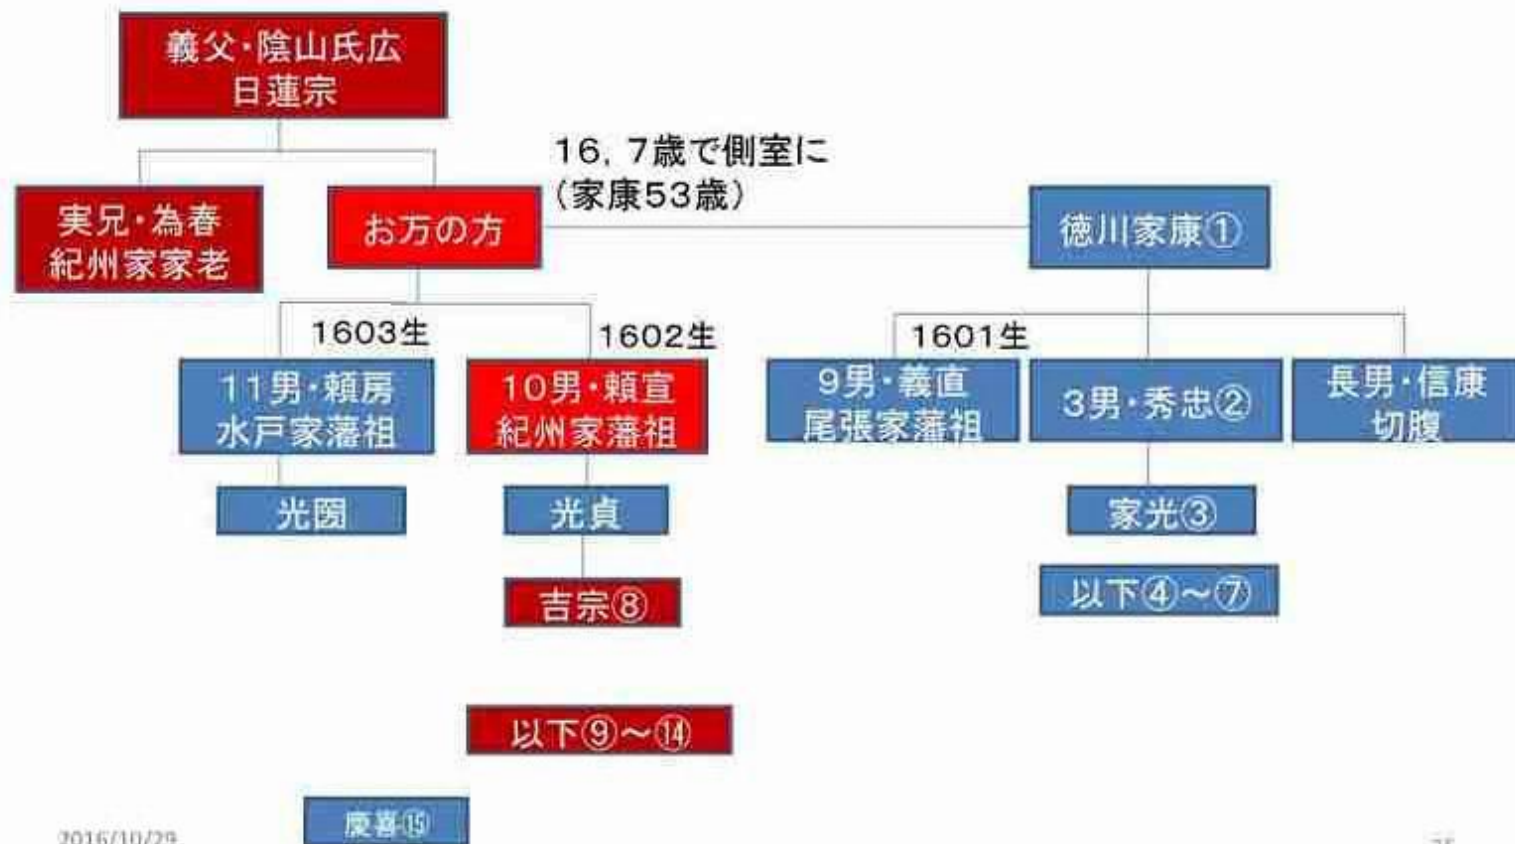 義父・陰山氏広
日蓮宗
16,7歳で側室に
(家康53歳)
実兄・為春
紀州家家老
お万の方
徳川家康①
1603生
1602生
1601生
11男・頼房
水戸家藩祖
10男・頼宣
紀州家藩祖
9男・義直
尾張家藩祖
3男・秀忠②
長男・信康
切腹
光圀
光貞
家光③
吉宗⑧
以下④～⑦
以下⑨～⑭
慶喜⑮
2016/10/29